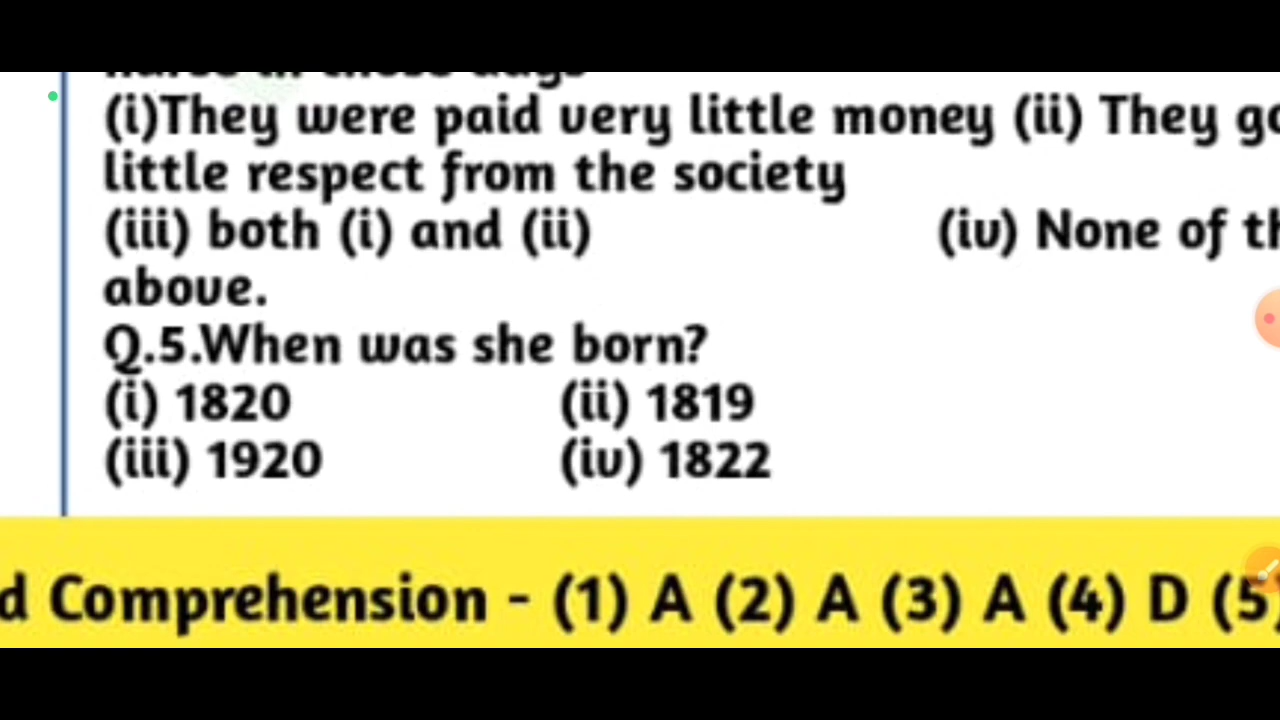 (i)They were paid very little money (ii) They
little respect from the society
(iii) both (i) and (ii) (iv) None of
above.
Q.5.When was she born?
(i) 1820 (ii) 1819
(iii) 1920 (iv) 1822
Comprehension - (1) A (2) A (3) A (4) D (5)